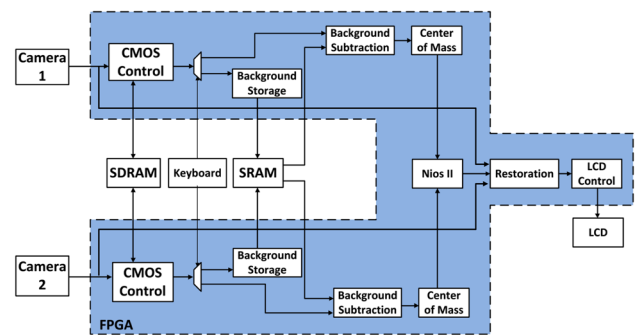 Camera
1
CMOS
Control
Background
Subtraction
Center
of Mass
Background
Storage
SDRAM
Keyboard
SRAM
Nios II
Restoration
LCD
Control
LCD
Camera
2
CMOS
Control
Background
Storage
Background
Subtraction
Center
of Mass
FPGA